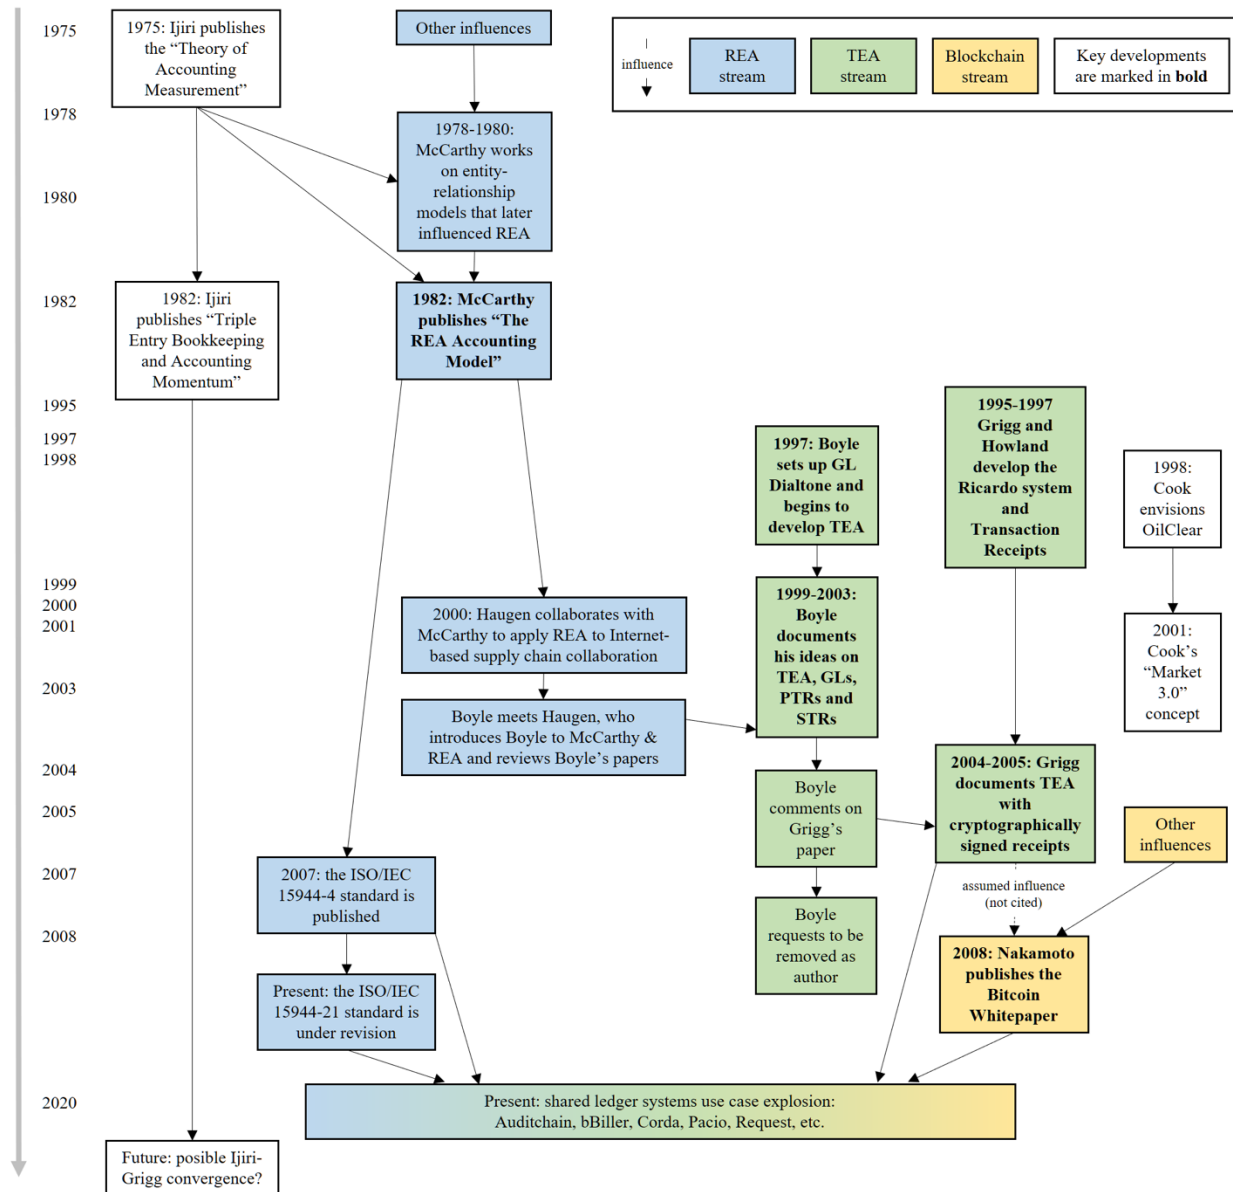 1975
1978
1980
1982
1995
1997
1998
1999
2000
2001
2003
2004
2005
2007
2008
2020
1975: Ijiri publishes
the “Theory of
Accounting
Measurement”
Other influences
influence
REA
stream
TEA
stream
Blockchain
stream
Key developments
are marked in bold
1978-1980:
McCarthy works
on entity-
relationship
models that later
influenced REA
1982: Ijiri
publishes “Triple
Entry Bookkeeping
and Accounting
Momentum”
1982: McCarthy
publishes “The
REA Accounting
Model”
1997: Boyle
sets up GL
Dialtone and
begins to
develop TEA
1995-1997
Grigg and
Howland
develop the
Ricardo system
and
Transaction
Receipts
1998:
Cook
envisions
OilClear
2000: Haugen collaborates with
McCarthy to apply REA to Internet-
based supply chain collaboration
1999-2003:
Boyle
documents
his ideas on
TEA, GLs,
PTRs and
STRs
2001:
Cook’s
“Market
3.0”
concept
Boyle meets Haugen, who
introduces Boyle to McCarthy &
REA and reviews Boyle’s papers
Boyle
comments on
Grigg’s
paper
2004-2005: Grigg
documents TEA
with
cryptographically
signed receipts
Other
influences
2007: the ISO/IEC
15944-4 standard is
published
assumed influence
(not cited)
Boyle
requests to be
removed as
author
2008: Nakamoto
publishes the
Bitcoin
Whitepaper
Present: the ISO/IEC
15944-21 standard is
under revision
Present: shared ledger systems use case explosion:
Auditchain, bBiller, Corda, Pacio, Request, etc.
Future: possible Ijiri-
Grigg convergence?